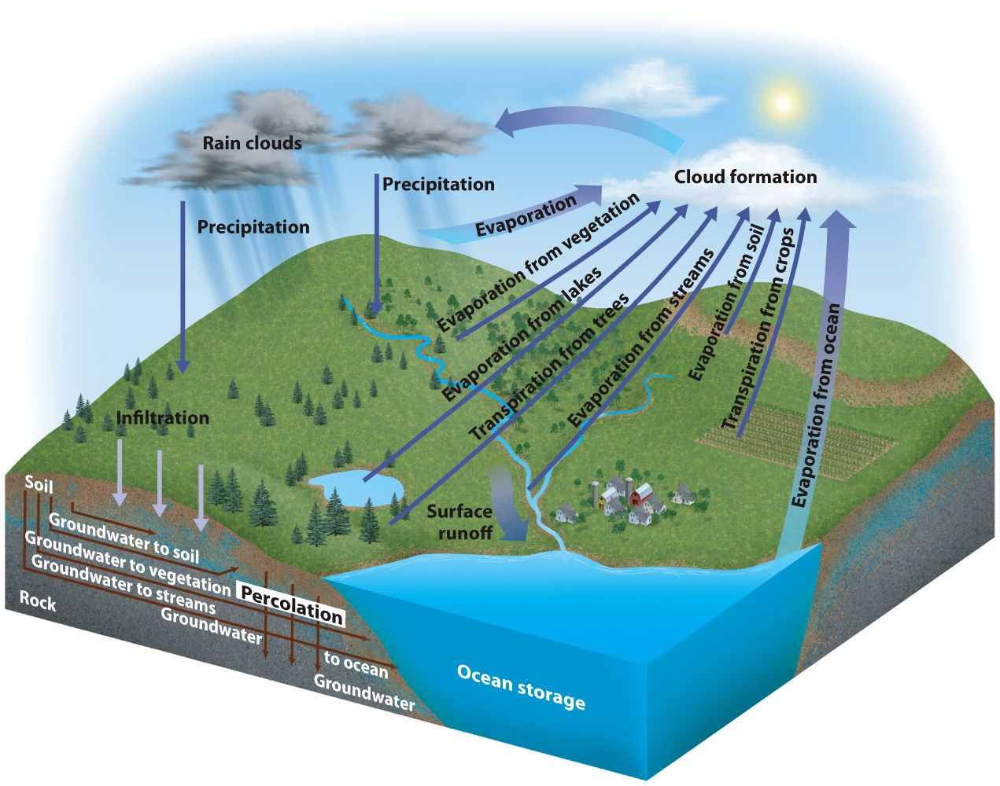 Rain clouds
Precipitation
Precipitation
Cloud formation
Evaporation
Evaporation from vegetation
Evaporation from lakes
Transpiration from trees
Evaporation from streams
Evaporation from soil
Transpiration from crops
Evaporation from ocean
Infiltration
Surface
runoff
Soil
Groundwater to soil
Groundwater to vegetation
Groundwater to streams
Groundwater
to ocean
Percolation
Rock
Groundwater
Ocean storage